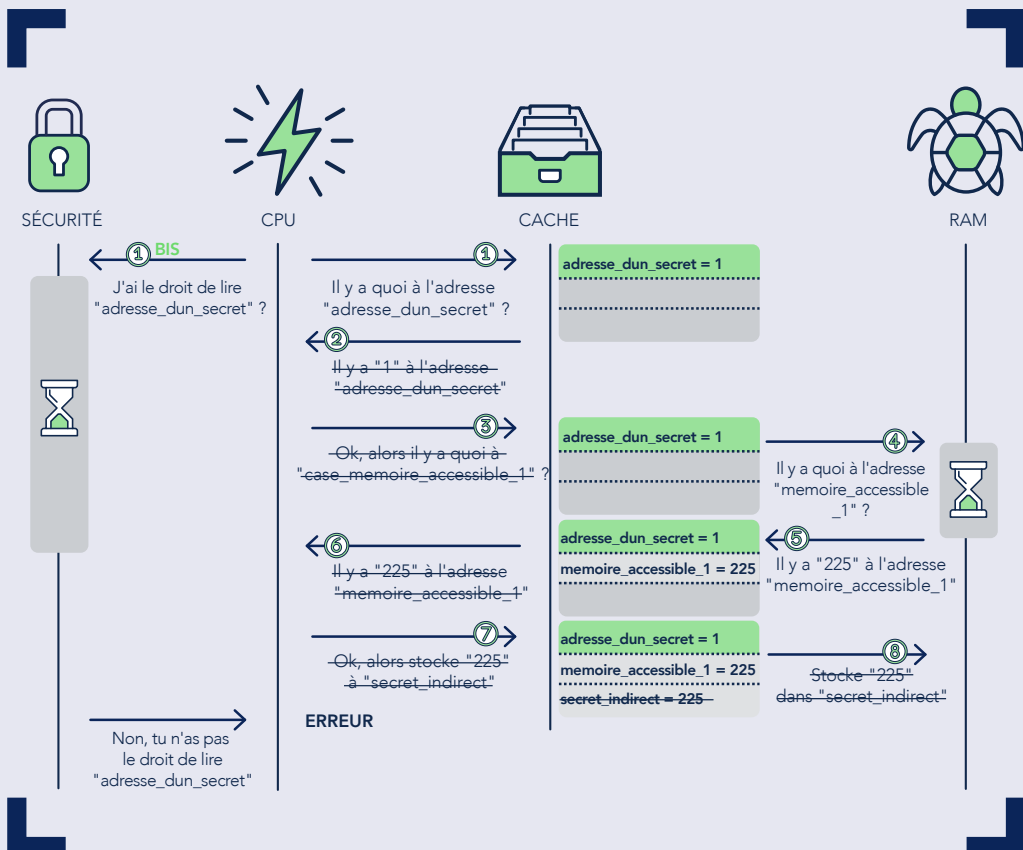 SÉCURITÉ
CPU
CACHE
RAM
1 BIS
J'ai le droit de lire
"adresse_dun_secret" ?
1
Il y a quoi à l'adresse
"adresse_dun_secret" ?
adresse_dun_secret = 1
2
Il y a "1" à l'adresse
"adresse_dun_secret"
3
Ok, alors il y a quoi à
"case_memoire_accessible_1" ?
adresse_dun_secret = 1
4
Il y a quoi à l'adresse
"memoire_accessible
_1" ?
adresse_dun_secret = 1
memoire_accessible_1 = 225
5
Il y a "225" à l'adresse
"memoire_accessible_1"
6
Il y a "225" à l'adresse
"memoire_accessible_1"
7
Ok, alors stocke "225"
à "secret_indirect"
adresse_dun_secret = 1
memoire_accessible_1 = 225
secret_indirect = 225
8
Stocke "225"
dans "secret_indirect"
Non, tu n'as pas
le droit de lire
"adresse_dun_secret"
ERREUR